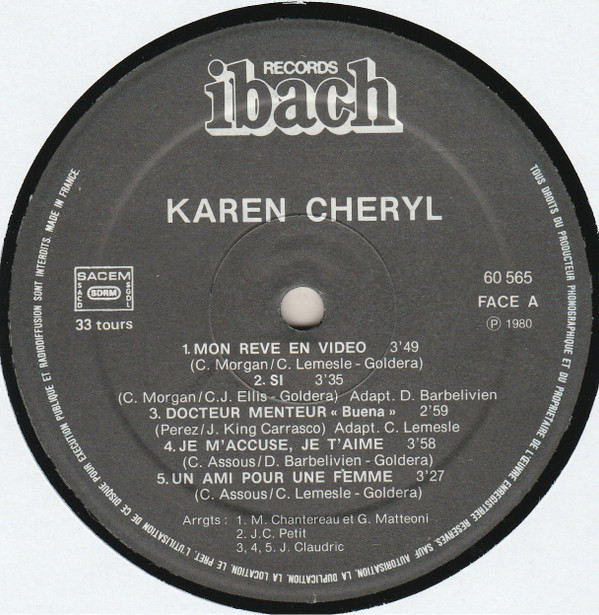 RECORDS
ibach
KAREN CHERYL
SACEM
SACD
SDRM
SGDL
33 tours
60 565
FACE A
Ⓟ 1980
1. MON REVE EN VIDEO 3'49
(C. Morgan/C. Lemesle - Goldera)
2. SI 3'35
(C. Morgan/C.J. Ellis - Goldera) Adapt. D. Barbelivien
3. DOCTEUR MENTEUR « Buena » 2'59
(Perez/J. King Carrasco) Adapt. C. Lemesle
4. JE M'ACCUSE, JE T'AIME 3'58
(C. Assous/D. Barbelivien - Goldera)
5. UN AMI POUR UNE FEMME 3'27
(C. Assous/C. Lemesle - Goldera)
Arrgts : 1. M. Chantereau et G. Matteoni
2. J.C. Petit
3, 4, 5. J. Claudric
TOUS DROITS DU PRODUCTEUR PHONOGRAPHIQUE ET DU PROPRIETAIRE DE L'ŒUVRE ENREGISTREE RESERVES. SAUF AUTORISATION, LA DUPLICATION, LA LOCATION, LE PRET, L'UTILISATION DE CE DISQUE POUR EXECUTION PUBLIQUE ET RADIODIFFUSION SONT INTERDITS. MADE IN FRANCE.